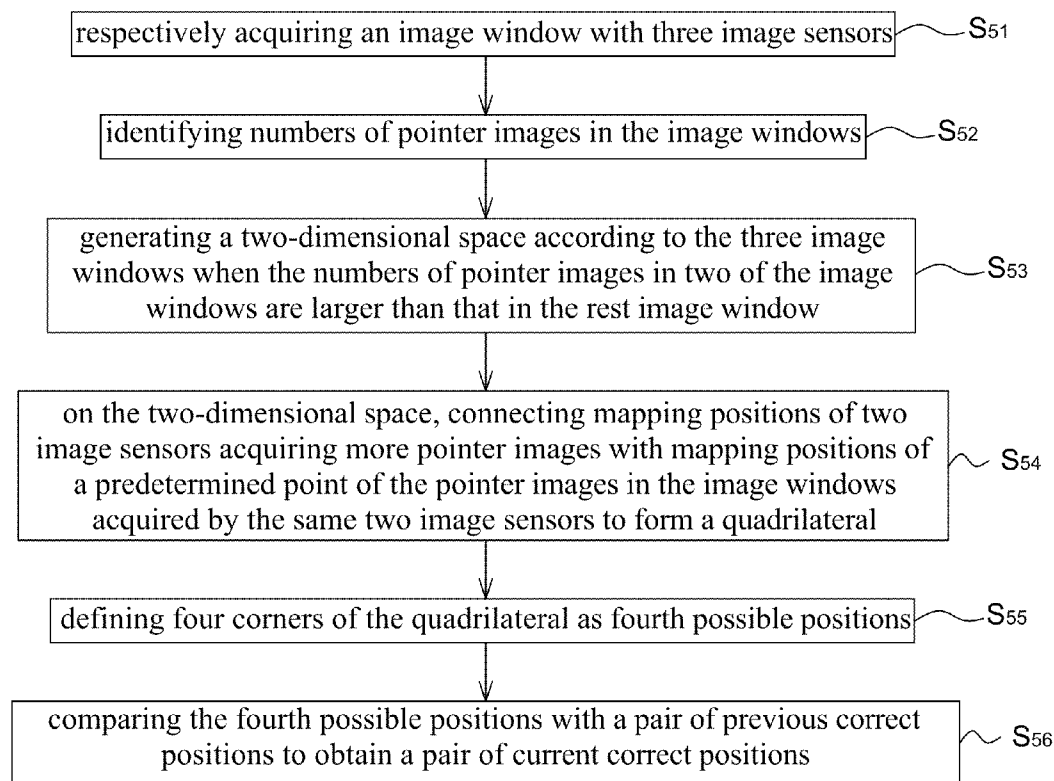 respectively acquiring an image window with three image sensors S51
identifying numbers of pointer images in the image windows S52
generating a two-dimensional space according to the three image
windows when the numbers of pointer images in two of the image
windows are larger than that in the rest image window
S53
on the two-dimensional space, connecting mapping positions of two
image sensors acquiring more pointer images with mapping positions of
a predetermined point of the pointer images in the image windows
acquired by the same two image sensors to form a quadrilateral
S54
defining four corners of the quadrilateral as fourth possible positions S55
comparing the fourth possible positions with a pair of previous correct
positions to obtain a pair of current correct positions
S56